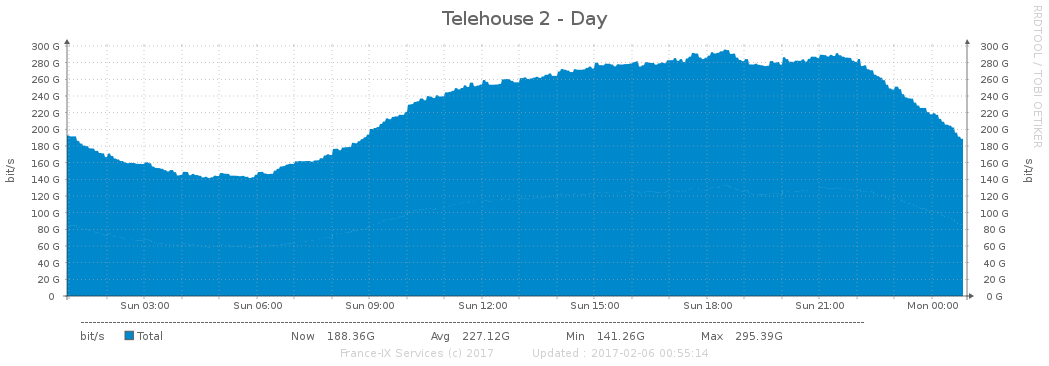 Telehouse 2 - Day
RRDTOOL / TOBI OETIKER
300 G 300 G
280 G 280 G
260 G 260 G
240 G 240 G
220 G 220 G
200 G 200 G
180 G 180 G
160 G 160 G
140 G 140 G
120 G 120 G
100 G 100 G
80 G 80 G
60 G 60 G
40 G 40 G
20 G 20 G
0 0 G
bit/s bit/s
Sun 03:00 Sun 06:00 Sun 09:00 Sun 12:00 Sun 15:00 Sun 18:00 Sun 21:00 Mon 00:00
bit/s Total Now 188.36G Avg 227.12G Min 141.26G Max 295.39G
France-IX Services (c) 2017 Updated : 2017-02-06 00:55:14